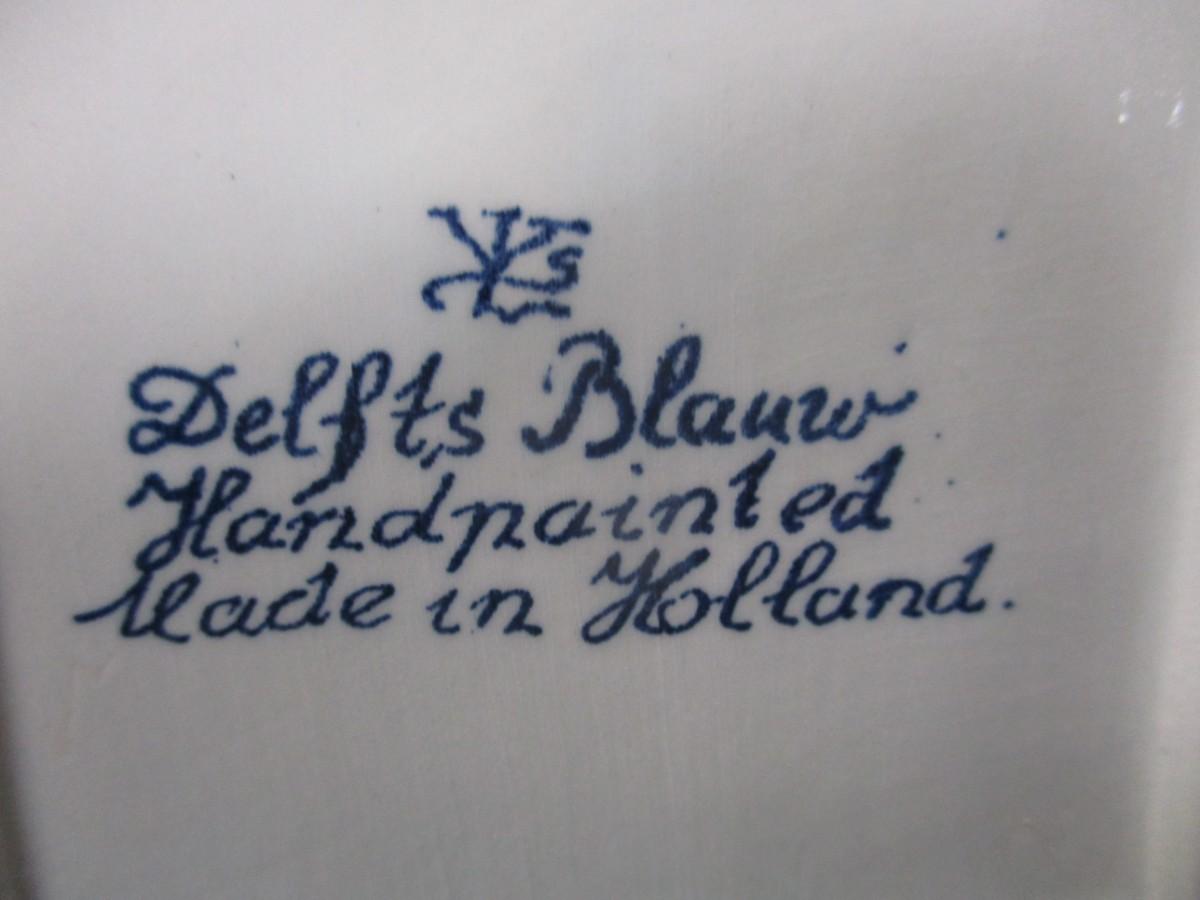 Delfts Blauw
Handpainted
Made in Holland.